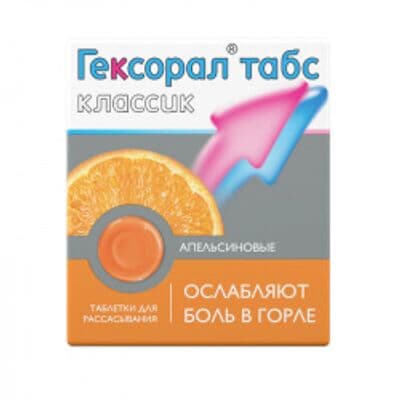 Гексорал® табс
классик
АПЕЛЬСИНОВЫЕ
ТАБЛЕТКИ ДЛЯ
РАССАСЫВАНИЯ
ОСЛАБЛЯЮТ
БОЛЬ В ГОРЛЕ